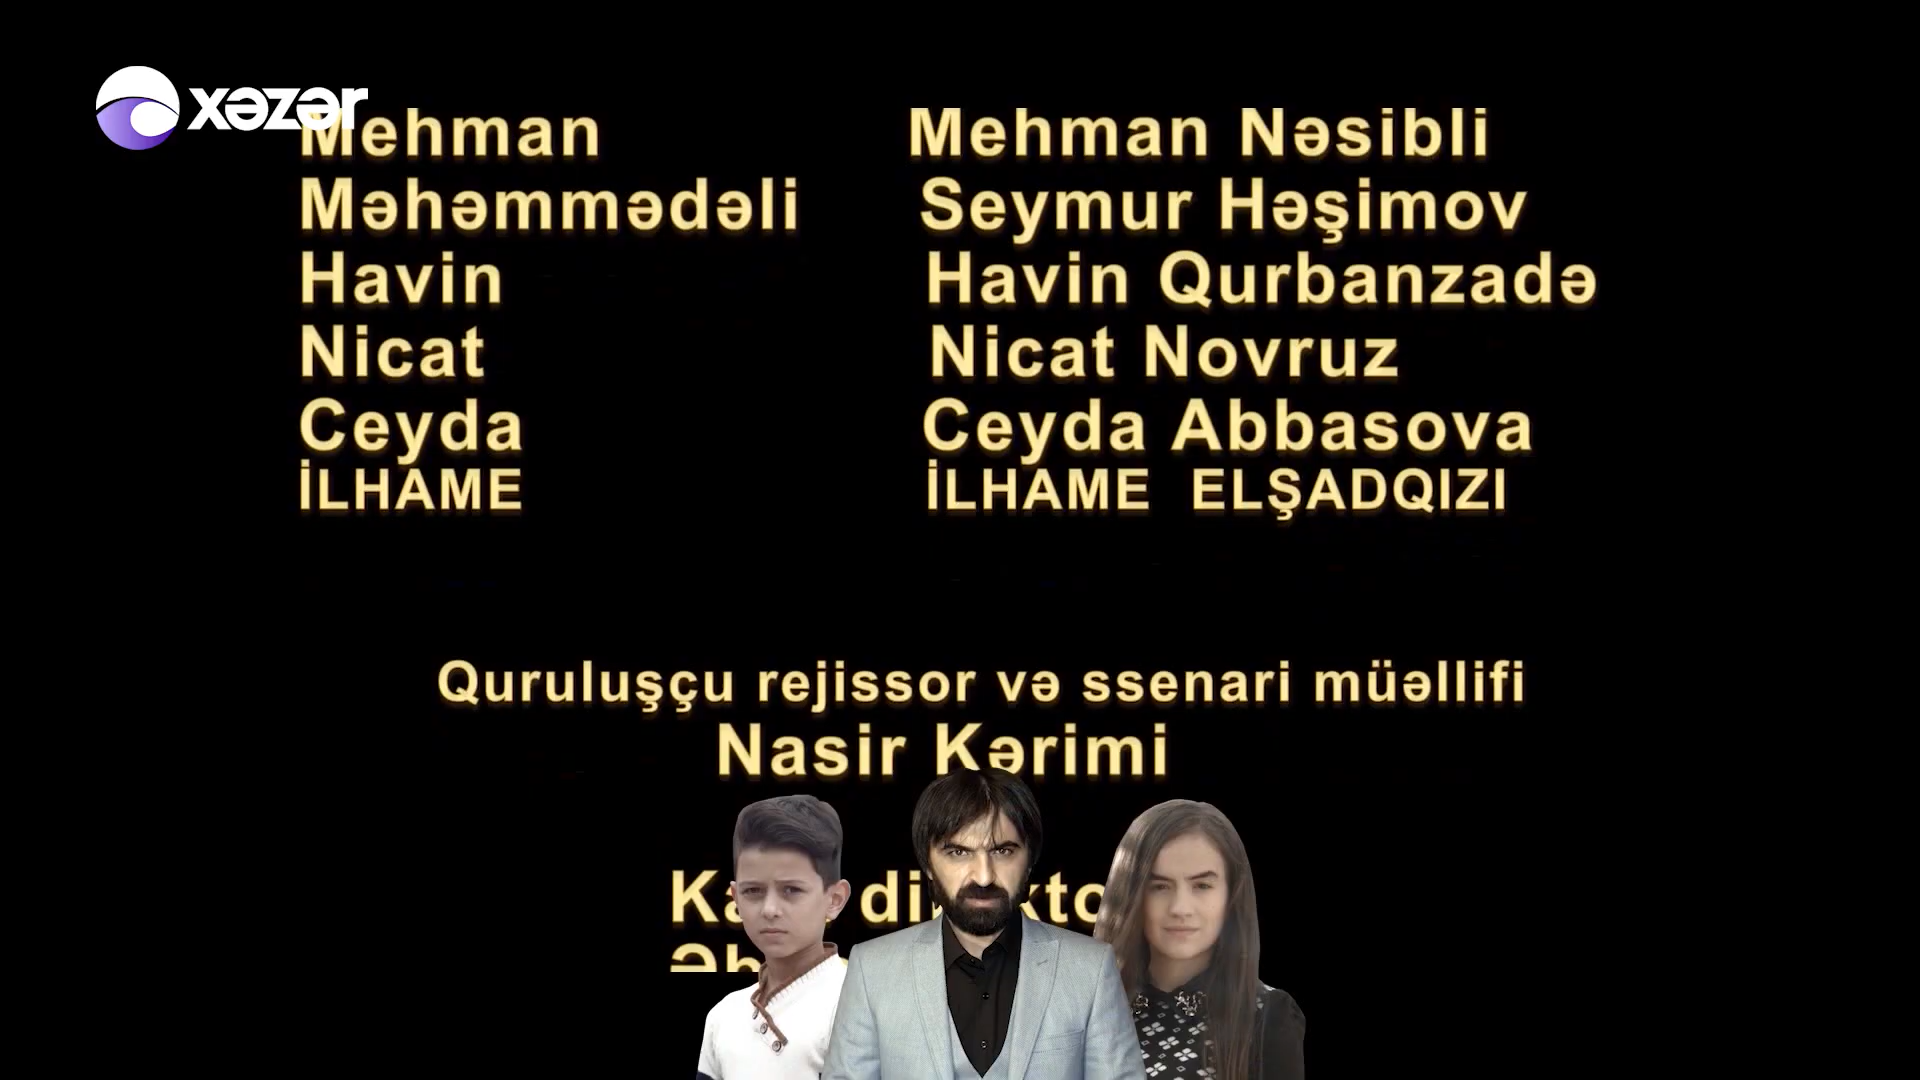 xəzər
Mehman Mehman Nəsibli
Məhəmmədəli Seymur Həşimov
Havin Havin Qurbanzadə
Nicat Nicat Novruz
Ceyda Ceyda Abbasova
İLHAME İLHAME ELŞADQIZI
Quruluşçu rejissor və ssenari müəllifi
Nasir Kərimi